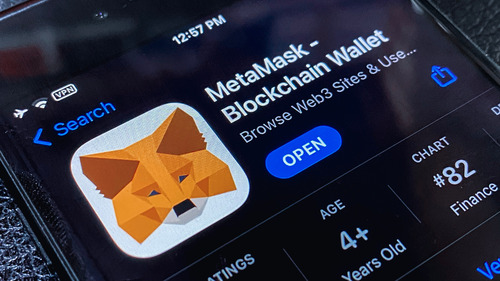 12:57 PM
VPN
Search
MetaMask -
Blockchain Wallet
Browse Web3 Sites & Use...
OPEN
AGE
4+
Years Old
CHART
#82
Finance